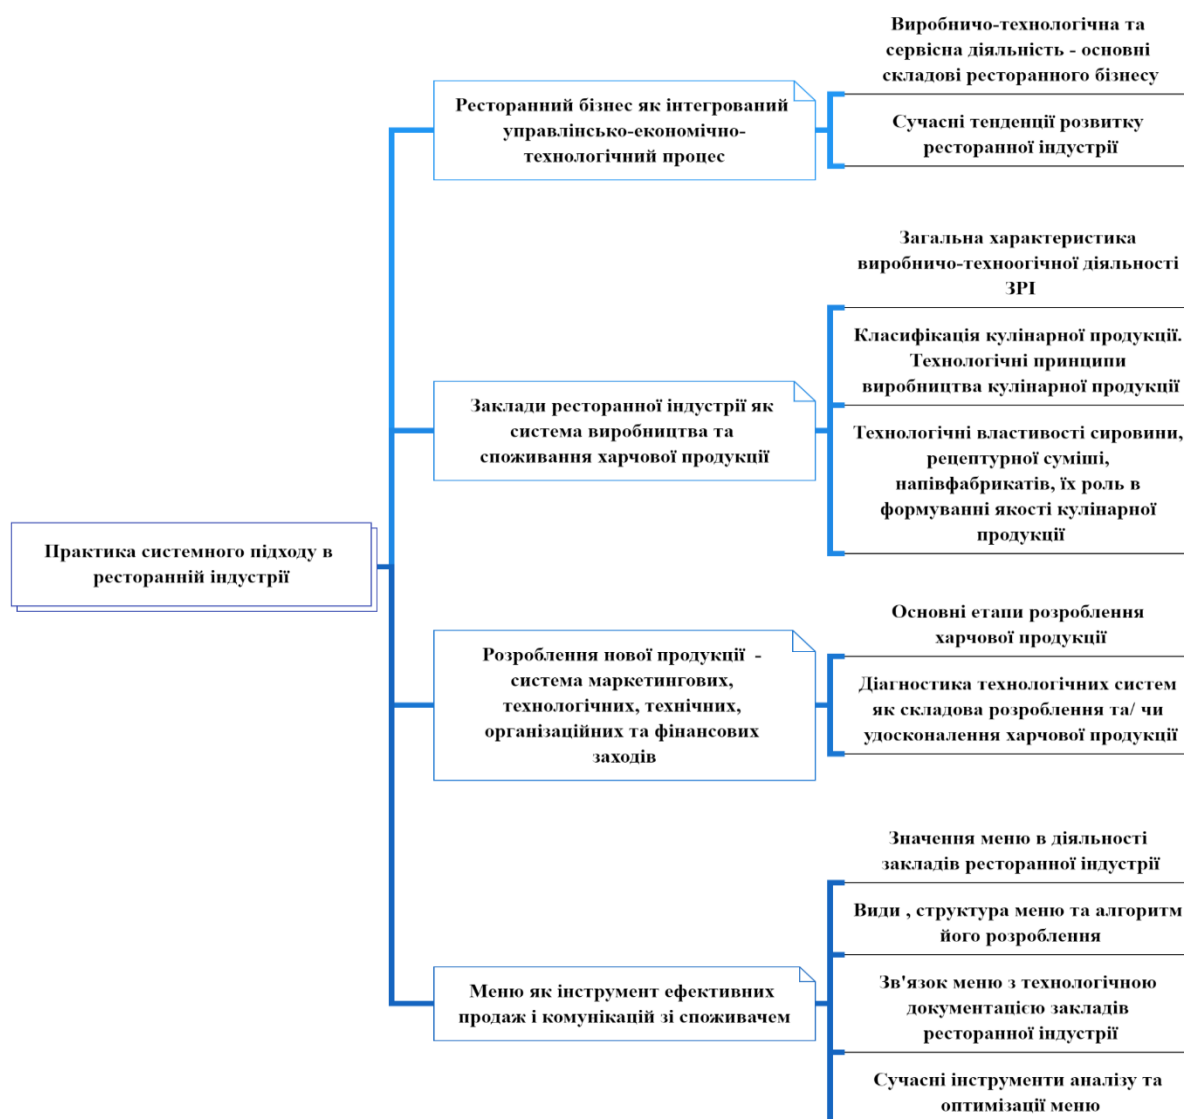 Практика системного підходу в
ресторанній індустрії
Ресторанний бізнес як інтегрований
управлінсько-економічно-
технологічний процес
Виробничо-технологічна та
сервісна діяльність - основні
складові ресторанного бізнесу
Сучасні тенденції розвитку
ресторанної індустрії
Заклади ресторанної індустрії як
система виробництва та
споживання харчової продукції
Загальна характеристика
виробничо-техноогічної діяльності
ЗРІ
Класифікація кулінарної продукції.
Технологічні принципи
виробництва кулінарної продукції
Технологічні властивості сировини,
рецептурної суміші,
напівфабрикатів, їх роль в
формуванні якості кулінарної
продукції
Розроблення нової продукції  -
система маркетингових,
технологічних, технічних,
організаційних та фінансових
заходів
Основні етапи розроблення
харчової продукції
Діагностика технологічних систем
як складова розроблення та/ чи
удосконалення харчової продукції
Меню як інструмент ефективних
продаж і комунікацій зі споживачем
Значення меню в діяльності
закладів ресторанної індустрії
Види , структура меню та алгоритм
його розроблення
Зв'язок меню з технологічною
документацією закладів
ресторанної індустрії
Сучасні інструменти аналізу та
оптимізації меню